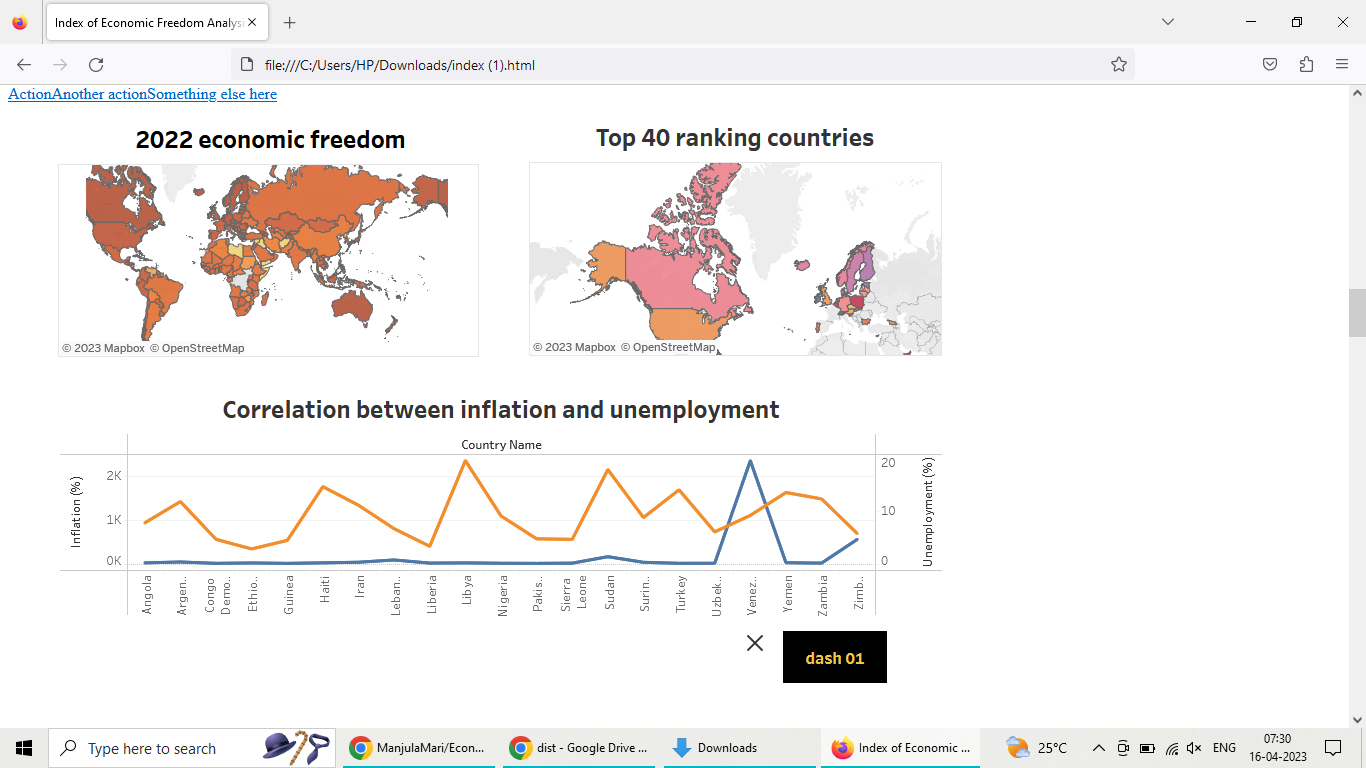 Index of Economic Freedom Analysi
file:///C:/Users/HP/Downloads/index (1).html
ActionAnother actionSomething else here
2022 economic freedom
© 2023 Mapbox © OpenStreetMap
Top 40 ranking countries
© 2023 Mapbox © OpenStreetMap
Correlation between inflation and unemployment
Country Name
Inflation (%)
2K
1K
0K
20
10
0
Unemployment (%)
Angola
Argen..
Congo Demo..
Ethio..
Guinea
Haiti
Iran
Leban..
Liberia
Libya
Nigeria
Pakis..
Sierra Leone
Sudan
Surin..
Turkey
Uzbek..
Venez..
Yemen
Zambia
Zimb..
dash 01
Type here to search
ManjulaMari/Econ...
dist - Google Drive ...
Downloads
Index of Economic ...
25°C
ENG
07:30
16-04-2023